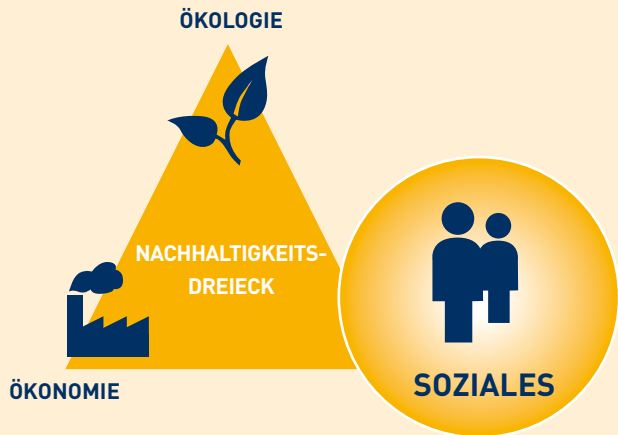 ÖKOLOGIE
NACHHALTIGKEITS-
DREIECK
ÖKONOMIE
SOZIALES